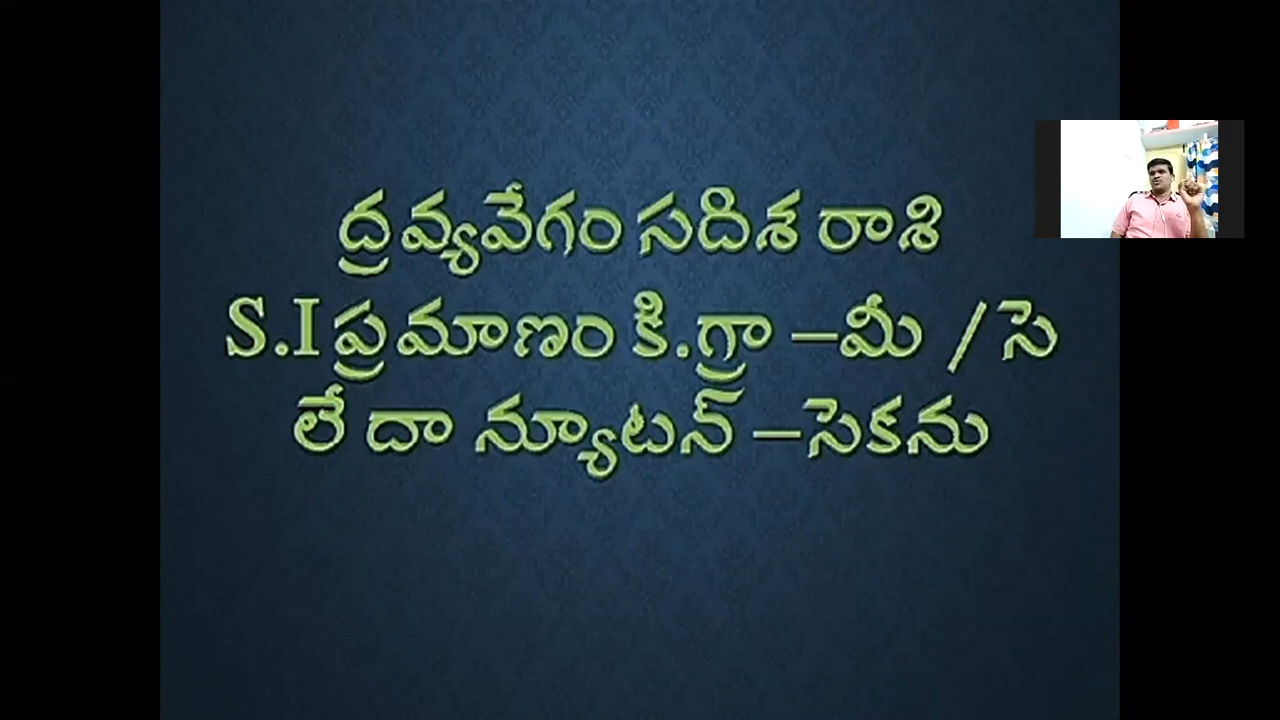 ద్రవ్యవేగం సదిశ రాశి
S.I ప్రమాణం కి.గ్రా –మీ /సె
లే దా న్యూటన్ –సెకను